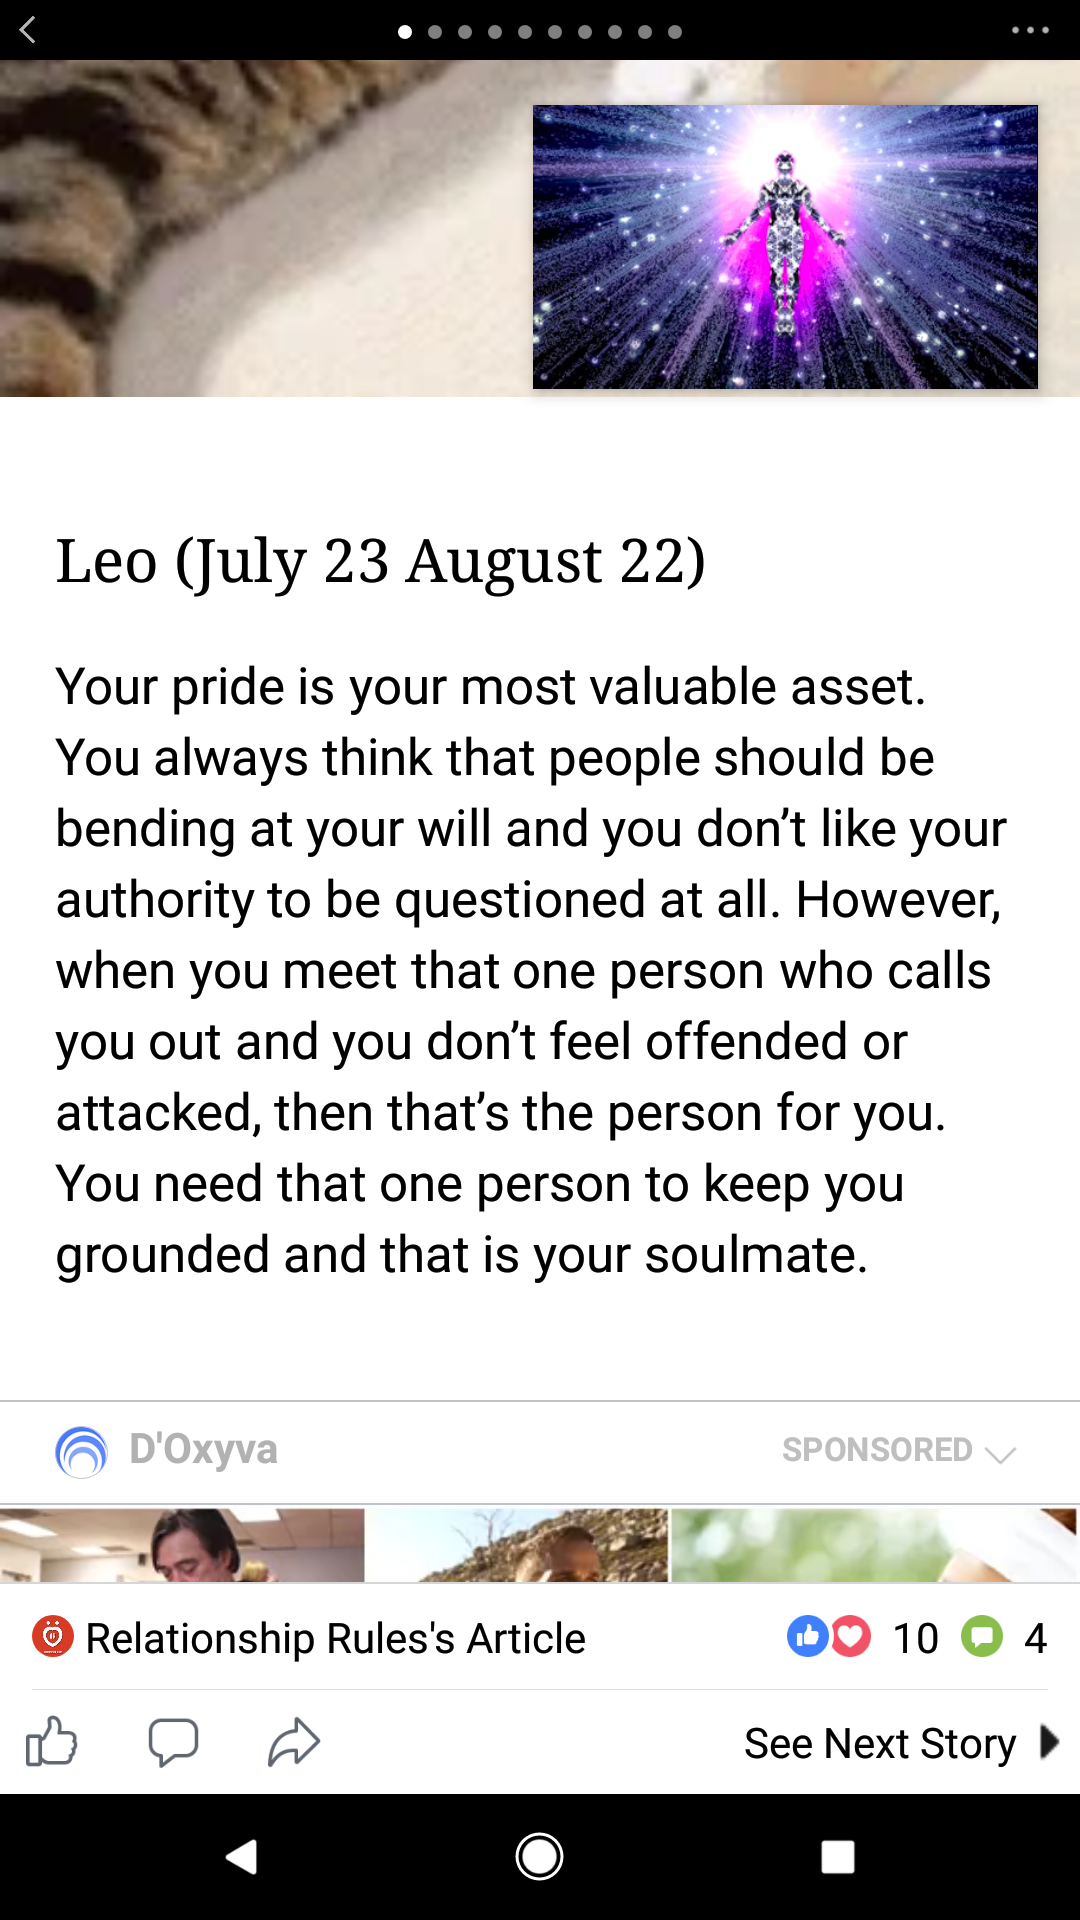 Leo (July 23 August 22)
Your pride is your most valuable asset.
You always think that people should be
bending at your will and you don’t like your
authority to be questioned at all. However,
when you meet that one person who calls
you out and you don’t feel offended or
attacked, then that’s the person for you.
You need that one person to keep you
grounded and that is your soulmate.
D'Oxyva SPONSORED
Relationship Rules's Article 10 4
See Next Story